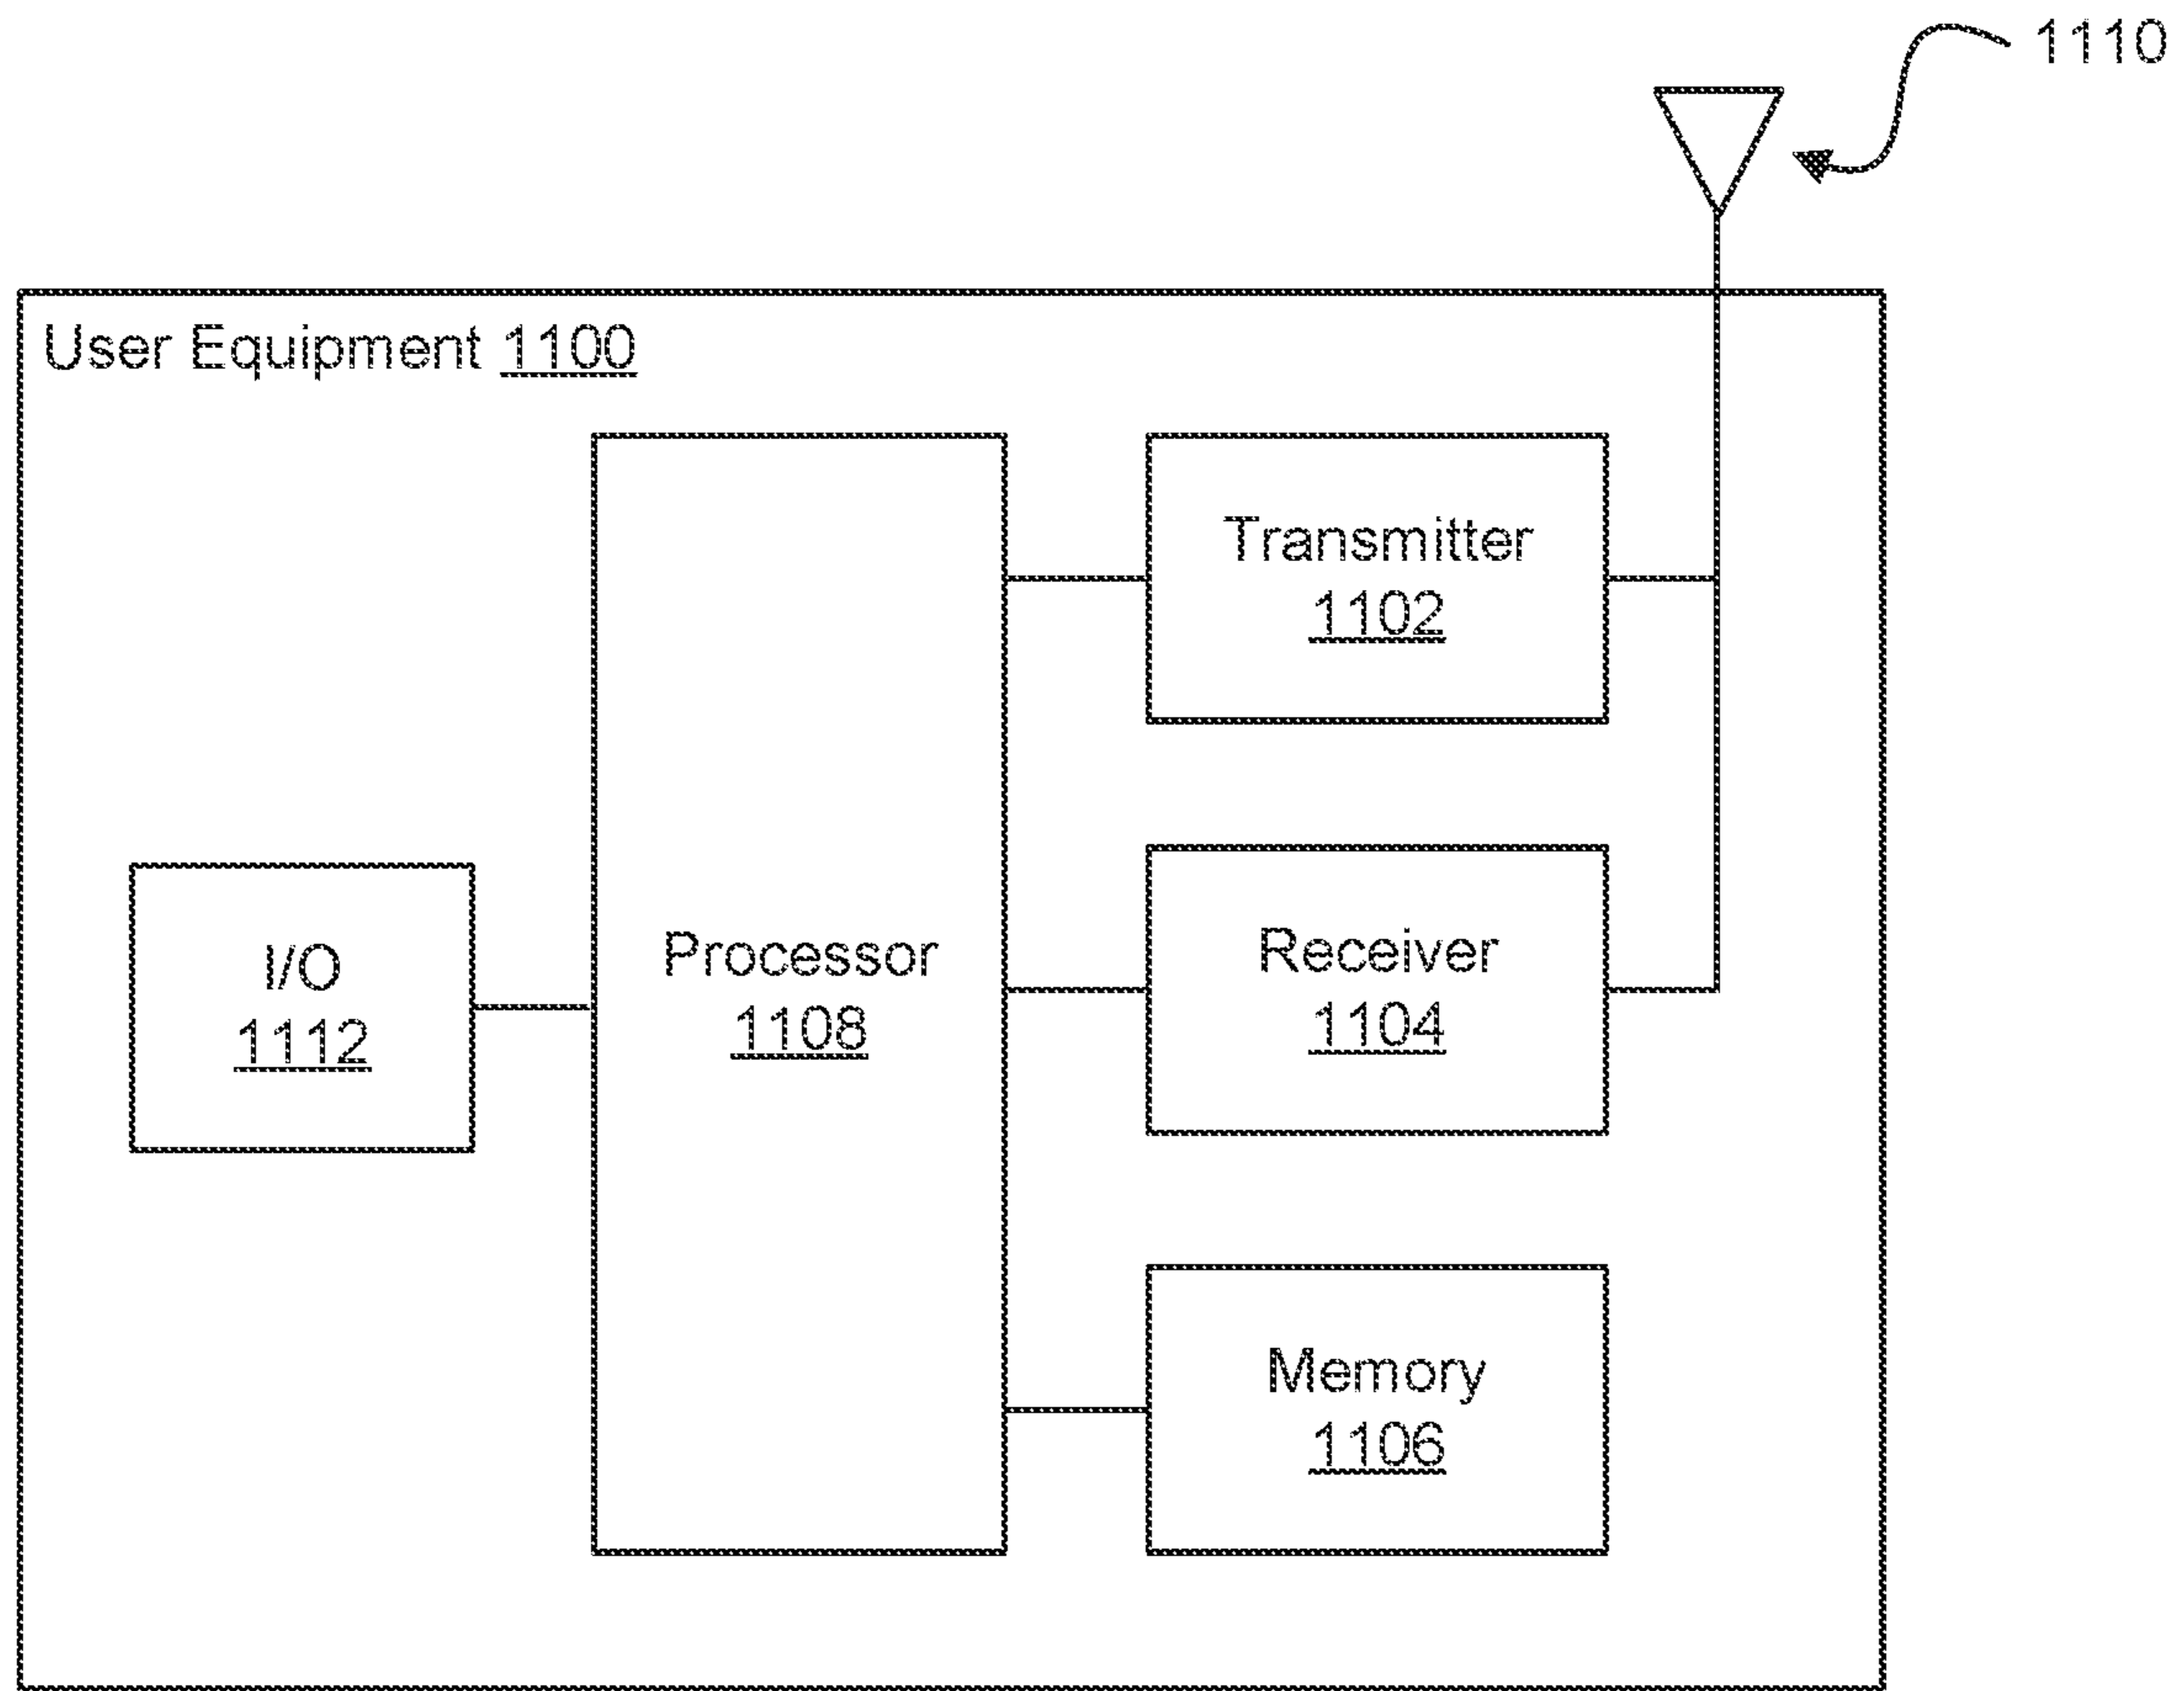 1110
User Equipment 1100
Transmitter
1102
Processor
1108
Receiver
1104
I/O
1112
Memory
1106